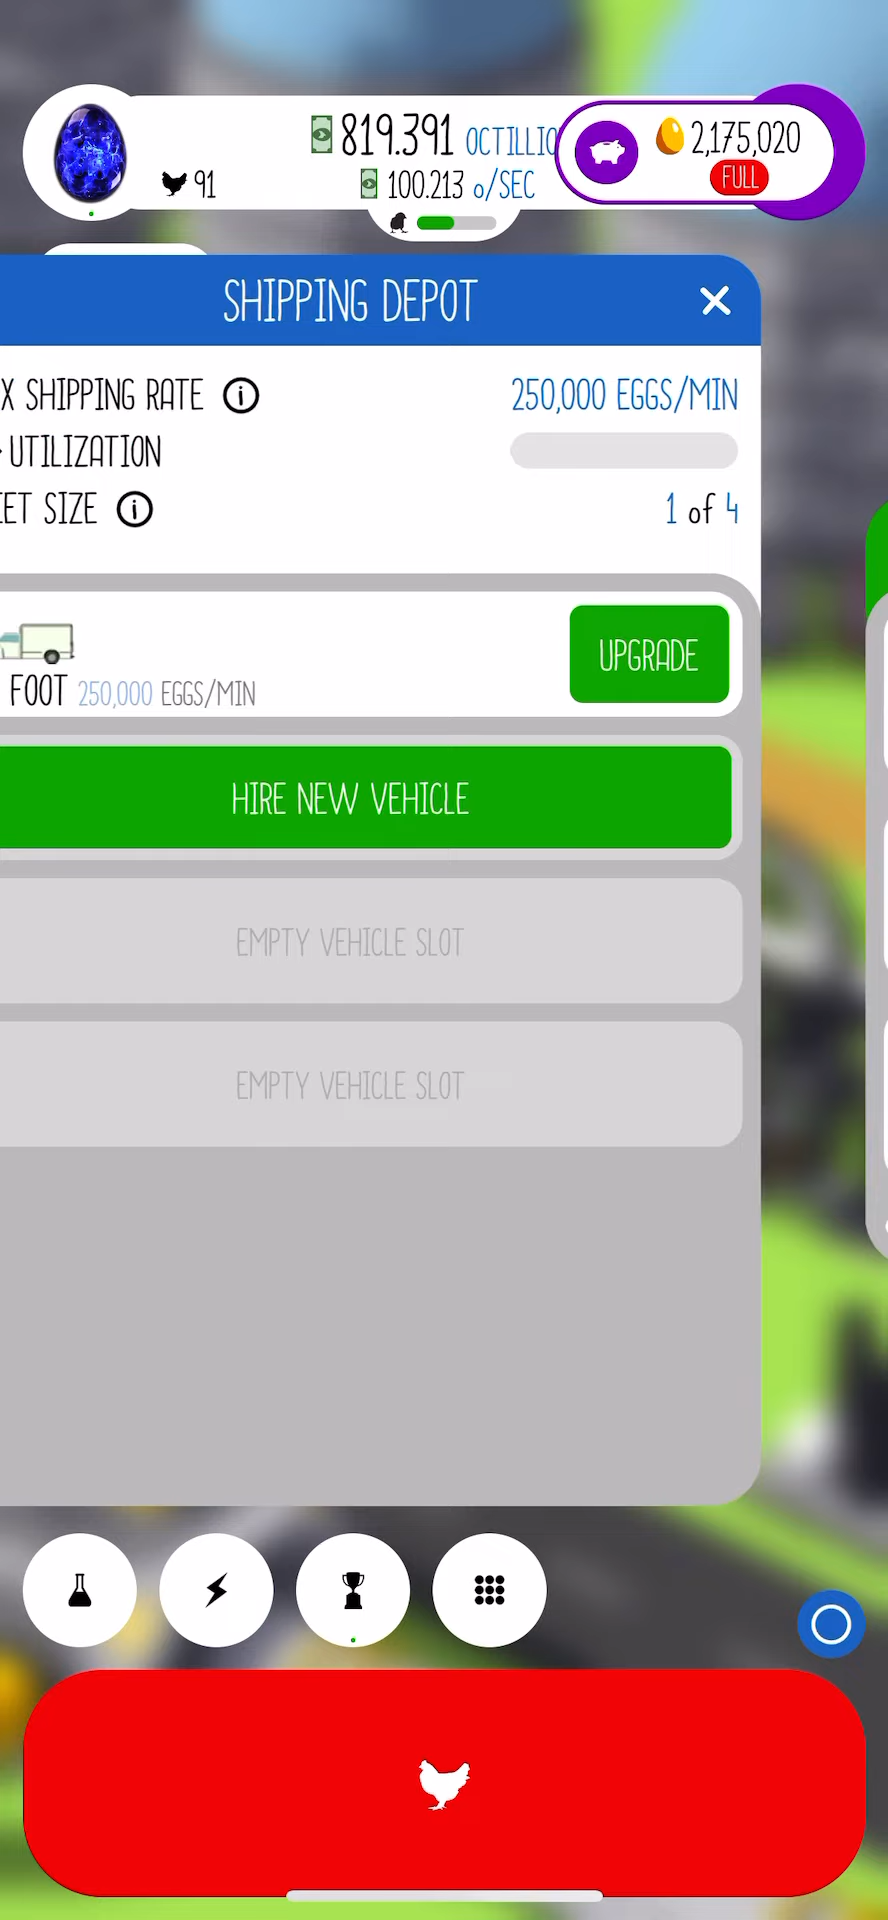 819.391 OCTILLIO
2,175,020
FULL
91
100.213 o/SEC
SHIPPING DEPOT
X SHIPPING RATE
250,000 EGGS/MIN
UTILIZATION
EET SIZE
1 of 4
FOOT 250,000 EGGS/MIN
UPGRADE
HIRE NEW VEHICLE
EMPTY VEHICLE SLOT
EMPTY VEHICLE SLOT